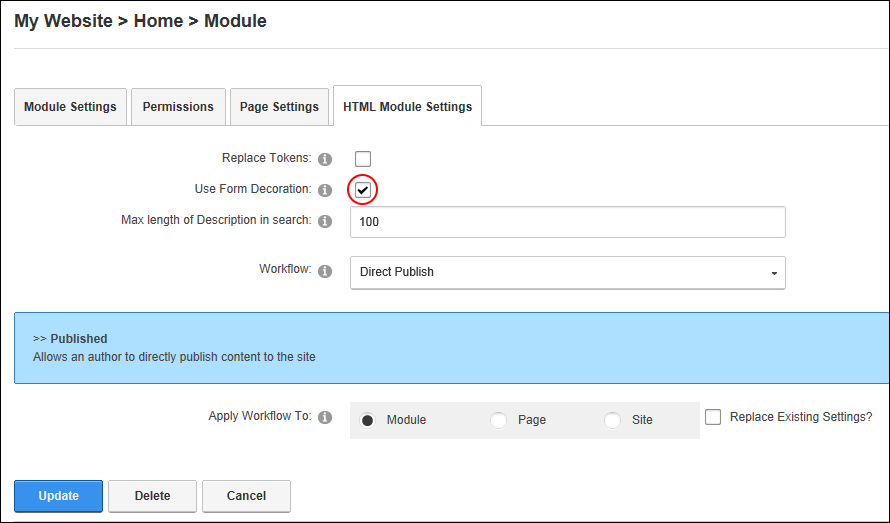 My Website > Home > Module
Module Settings Permissions Page Settings HTML Module Settings
Replace Tokens:
Use Form Decoration:
Max length of Description in search: 100
Workflow: Direct Publish
>> Published
Allows an author to directly publish content to the site
Apply Workflow To: Module Page Site Replace Existing Settings?
Update Delete Cancel